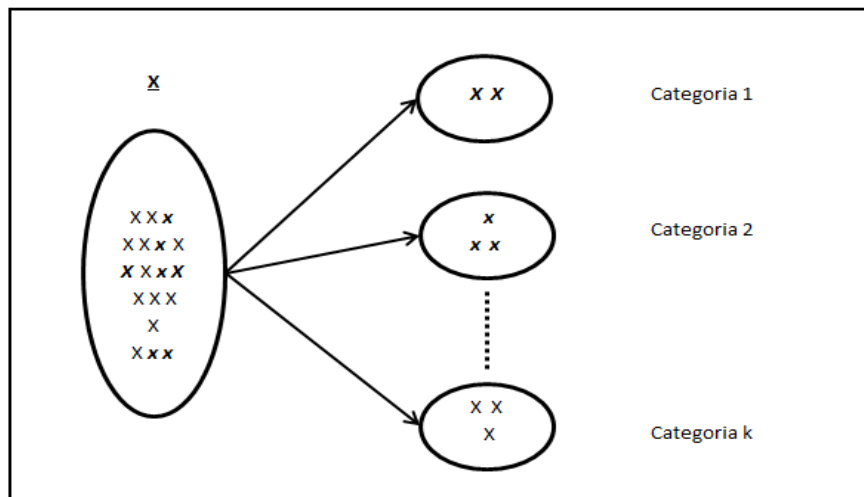 X
X X x
X X x X
X X x X
X X X
X
X x x
X X
Categoria 1
x
x x
Categoria 2
X X
X
Categoria k